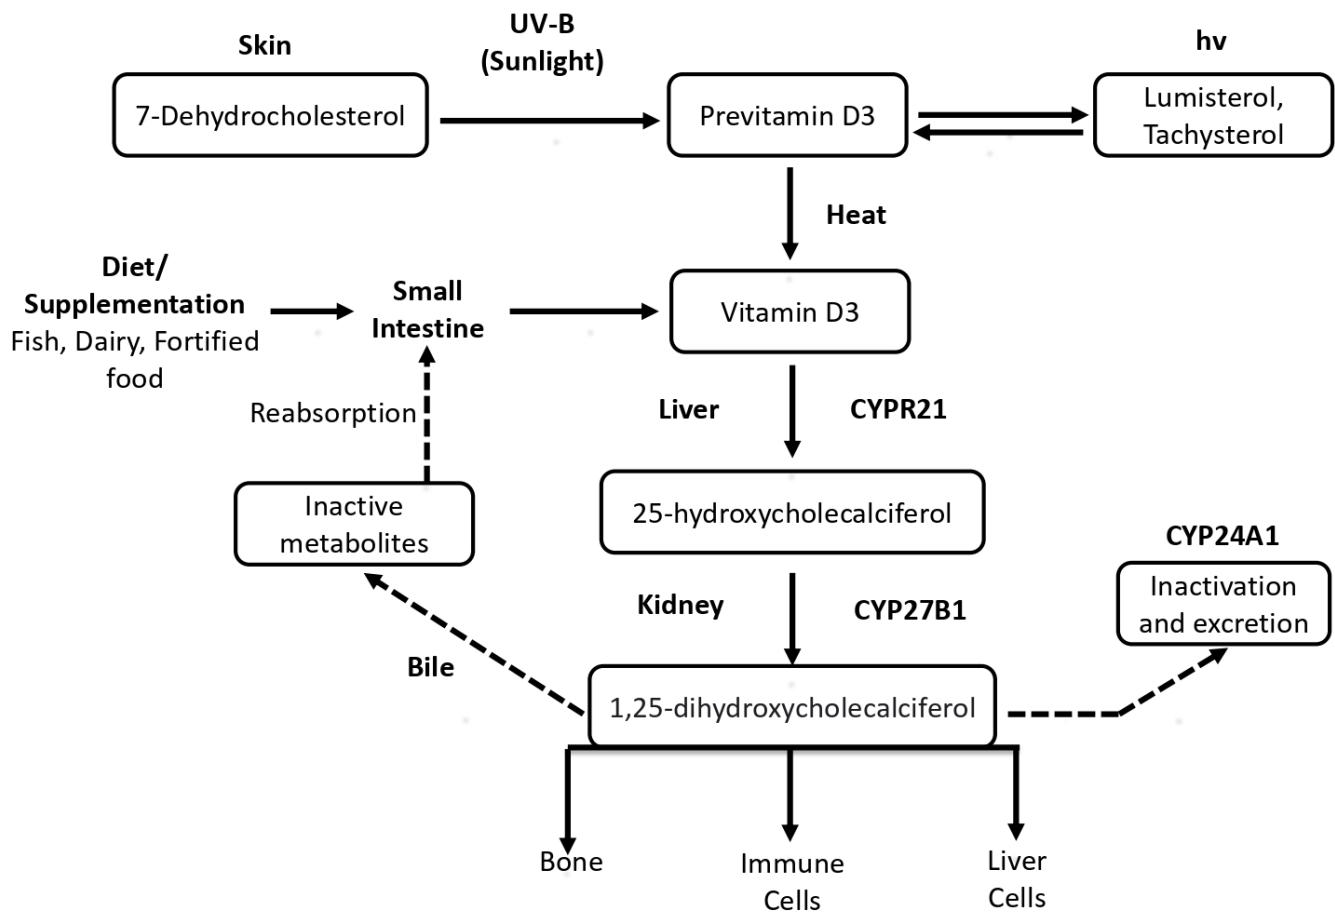 Skin
UV-B
(Sunlight)
hv
7-Dehydrocholesterol
Previtamin D3
Lumisterol,
Tachysterol
Heat
Diet/
Supplementation
Fish, Dairy, Fortified
food
Small
Intestine
Vitamin D3
Reabsorption
Liver
CYPR21
Inactive
metabolites
25-hydroxycholecalciferol
CYP24A1
Inactivation
and excretion
Kidney
CYP27B1
Bile
1,25-dihydroxycholecalciferol
Bone
Immune
Cells
Liver
Cells